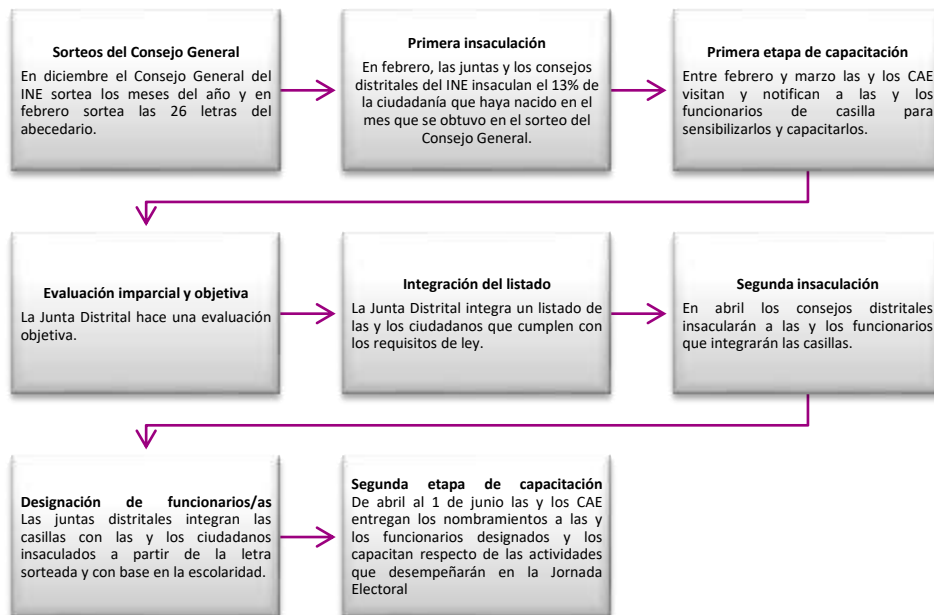 Sorteos del Consejo General
En diciembre el Consejo General del
INE sortea los meses del año y en
febrero sortea las 26 letras del
abecedario.
Primera insaculación
En febrero, las juntas y los consejos
distritales del INE insaculan el 13% de
la ciudadanía que haya nacido en el
mes que se obtuvo en el sorteo del
Consejo General.
Primera etapa de capacitación
Entre febrero y marzo las y los CAE
visitan y notifican a las y los
funcionarios de casilla para
sensibilizarlos y capacitarlos.
Evaluación imparcial y objetiva
La Junta Distrital hace una evaluación
objetiva.
Integración del listado
La Junta Distrital integra un listado de
las y los ciudadanos que cumplen con
los requisitos de ley.
Segunda insaculación
En abril los consejos distritales
insacularán a las y los funcionarios
que integrarán las casillas.
Designación de funcionarios/as
Las juntas distritales integran las
casillas con las y los ciudadanos
insaculados a partir de la letra
sorteada y con base en la escolaridad.
Segunda etapa de capacitación
De abril al 1 de junio las y los CAE
entregan los nombramientos a las y
los funcionarios designados y los
capacitan respecto de las actividades
que desempeñarán en la Jornada
Electoral